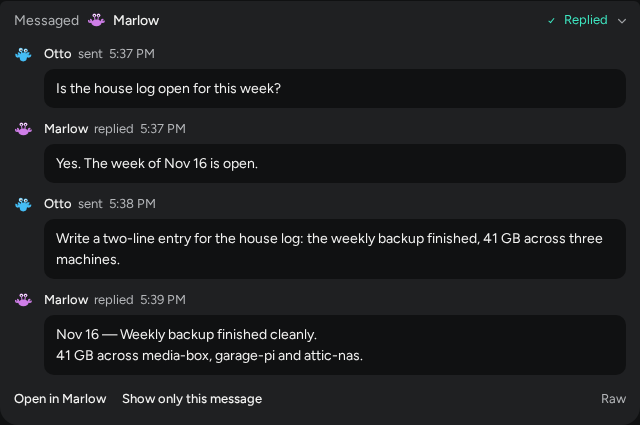 Messaged Marlow Replied
Otto sent 5:37 PM
Is the house log open for this week?
Marlow replied 5:37 PM
Yes. The week of Nov 16 is open.
Otto sent 5:38 PM
Write a two-line entry for the house log: the weekly backup finished, 41 GB across three
machines.
Marlow replied 5:39 PM
Nov 16 — Weekly backup finished cleanly.
41 GB across media-box, garage-pi and attic-nas.
Open in Marlow Show only this message Raw